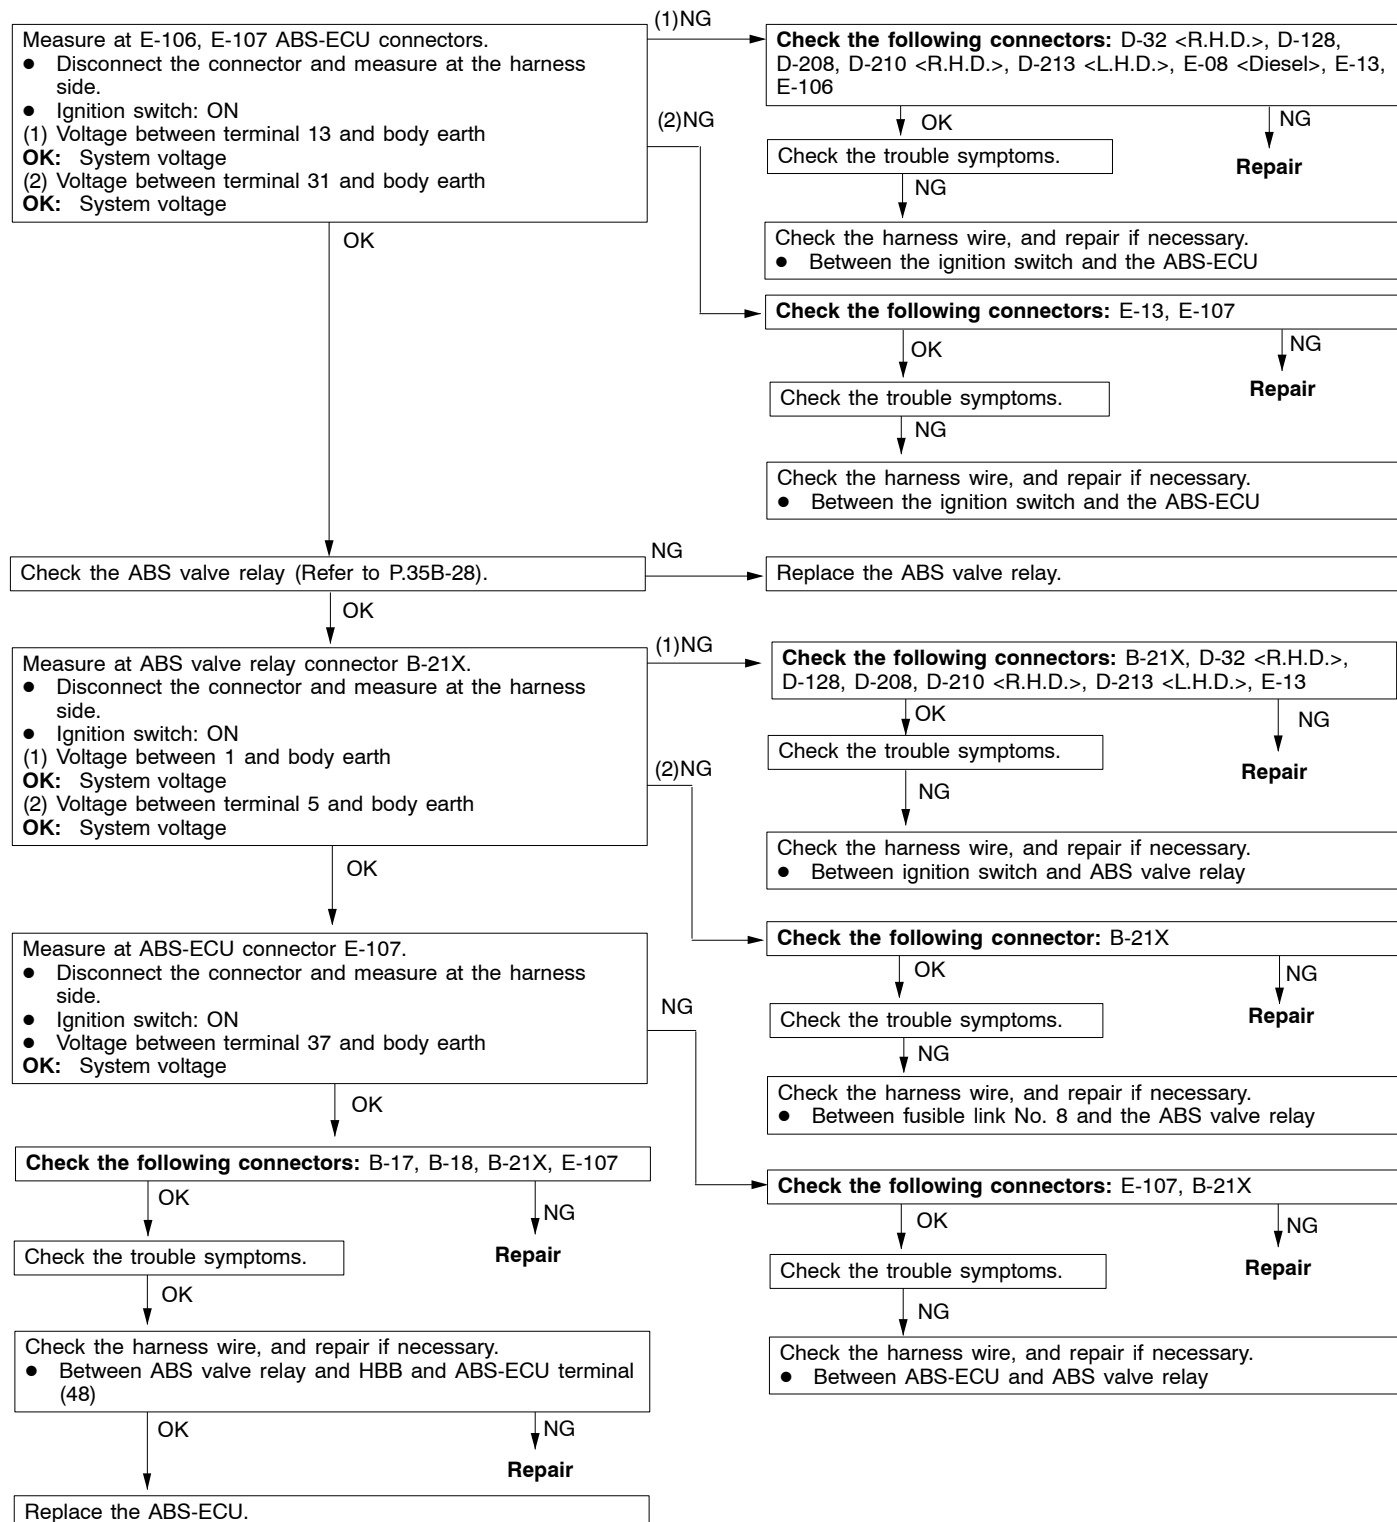 Measure at E-106, E-107 ABS-ECU connectors.
● Disconnect the connector and measure at the harness
side.
● Ignition switch: ON
(1) Voltage between terminal 13 and body earth
OK: System voltage
(2) Voltage between terminal 31 and body earth
OK: System voltage
(1)NG
Check the following connectors: D-32 <R.H.D.>, D-128,
D-208, D-210 <R.H.D.>, D-213 <L.H.D.>, E-08 <Diesel>, E-13,
E-106
OK
NG
Check the trouble symptoms.
Repair
NG
Check the harness wire, and repair if necessary.
● Between the ignition switch and the ABS-ECU
(2)NG
Check the following connectors: E-13, E-107
OK
NG
Check the trouble symptoms.
Repair
NG
Check the harness wire, and repair if necessary.
● Between the ignition switch and the ABS-ECU
OK
Check the ABS valve relay (Refer to P.35B-28).
NG
Replace the ABS valve relay.
OK
Measure at ABS valve relay connector B-21X.
● Disconnect the connector and measure at the harness
side.
● Ignition switch: ON
(1) Voltage between 1 and body earth
OK: System voltage
(2) Voltage between terminal 5 and body earth
OK: System voltage
(1)NG
Check the following connectors: B-21X, D-32 <R.H.D.>,
D-128, D-208, D-210 <R.H.D.>, D-213 <L.H.D.>, E-13
OK
NG
Check the trouble symptoms.
Repair
NG
Check the harness wire, and repair if necessary.
● Between ignition switch and ABS valve relay
(2)NG
Check the following connector: B-21X
OK
NG
Check the trouble symptoms.
Repair
NG
Check the harness wire, and repair if necessary.
● Between fusible link No. 8 and the ABS valve relay
OK
Measure at ABS-ECU connector E-107.
● Disconnect the connector and measure at the harness
side.
● Ignition switch: ON
● Voltage between terminal 37 and body earth
OK: System voltage
NG
Check the following connectors: E-107, B-21X
OK
NG
Check the trouble symptoms.
Repair
NG
Check the harness wire, and repair if necessary.
● Between ABS-ECU and ABS valve relay
OK
Check the following connectors: B-17, B-18, B-21X, E-107
OK
NG
Check the trouble symptoms.
Repair
OK
Check the harness wire, and repair if necessary.
● Between ABS valve relay and HBB and ABS-ECU terminal
(48)
OK
NG
Repair
Replace the ABS-ECU.